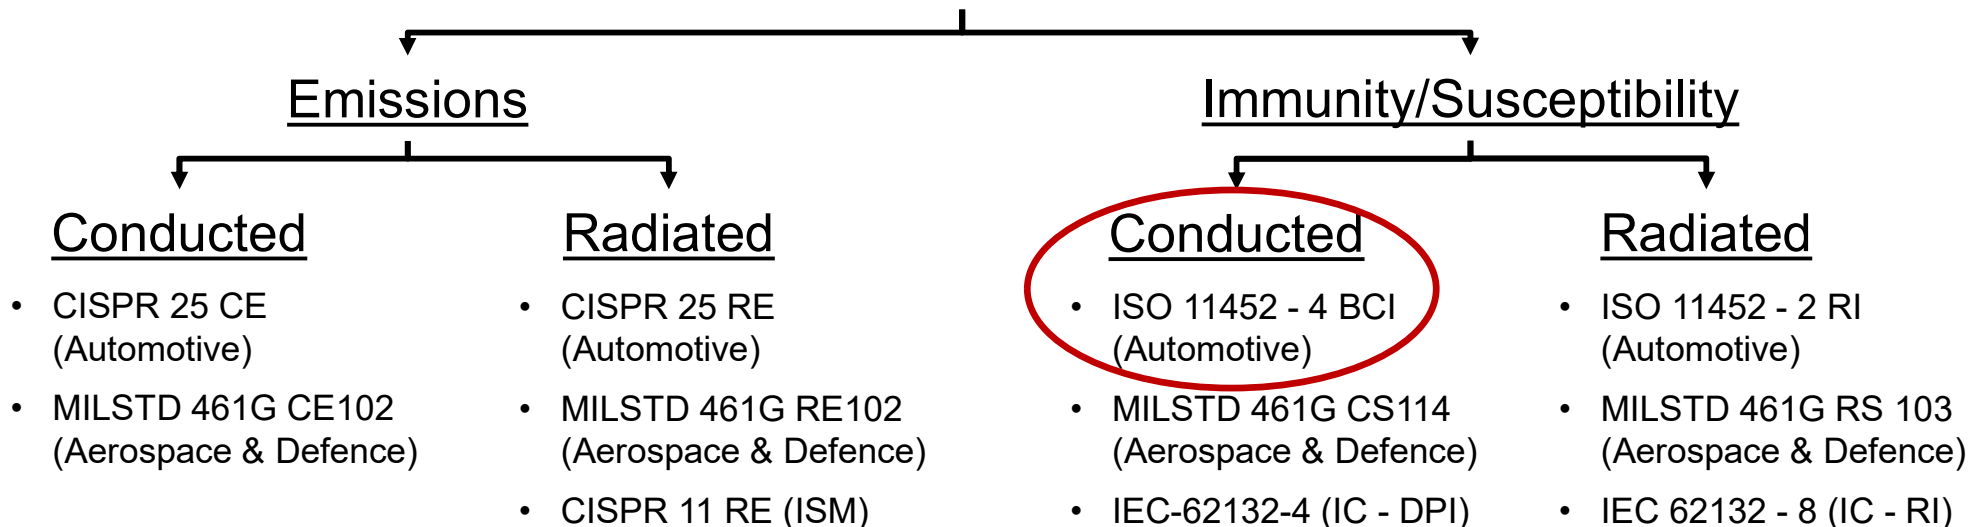 Emissions
Immunity/Susceptibility
Conducted
• CISPR 25 CE
(Automotive)
• MILSTD 461G CE102
(Aerospace & Defence)
Radiated
• CISPR 25 RE
(Automotive)
• MILSTD 461G RE102
(Aerospace & Defence)
• CISPR 11 RE (ISM)
Conducted
• ISO 11452 - 4 BCI
(Automotive)
• MILSTD 461G CS114
(Aerospace & Defence)
• IEC-62132-4 (IC - DPI)
Radiated
• ISO 11452 - 2 RI
(Automotive)
• MILSTD 461G RS 103
(Aerospace & Defence)
• IEC 62132 - 8 (IC - RI)